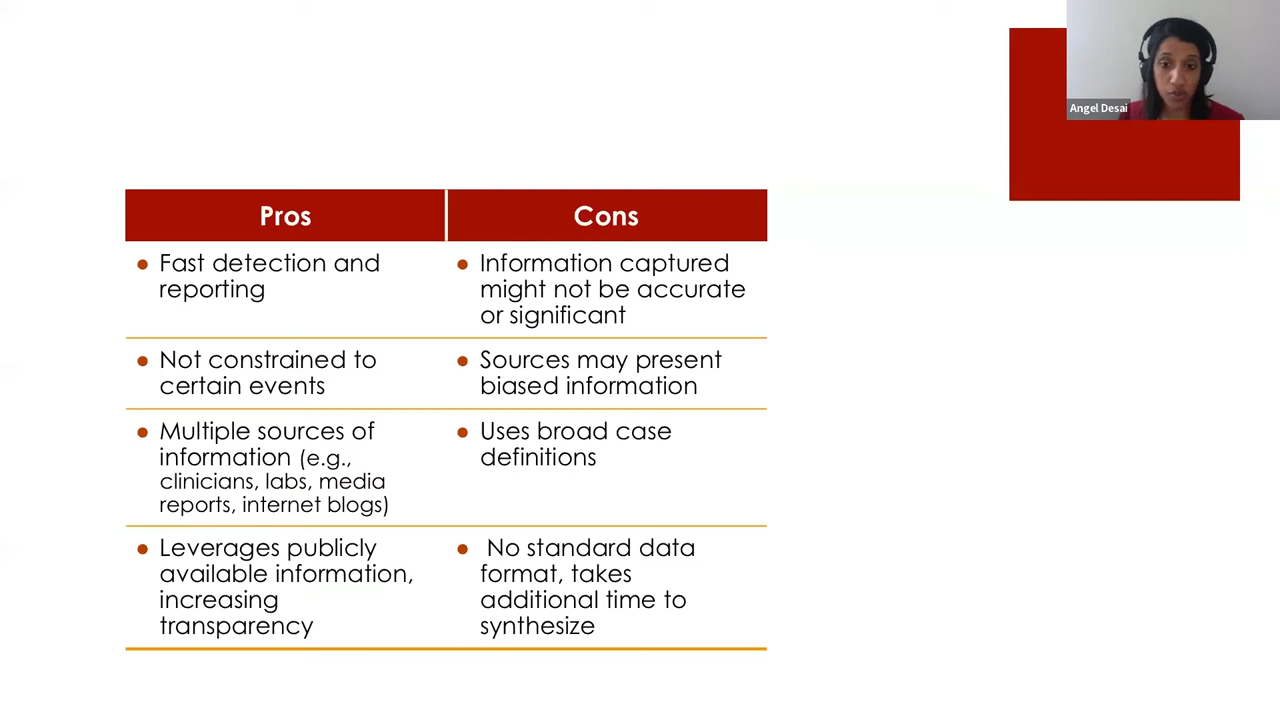 Angel Desai
Pros
Cons
● Fast detection and
reporting
● Information captured
might not be accurate
or significant
● Not constrained to
certain events
● Sources may present
biased information
● Multiple sources of
information (e.g.,
clinicians, labs, media
reports, internet blogs)
● Uses broad case
definitions
● Leverages publicly
available information,
increasing
transparency
● No standard data
format, takes
additional time to
synthesize